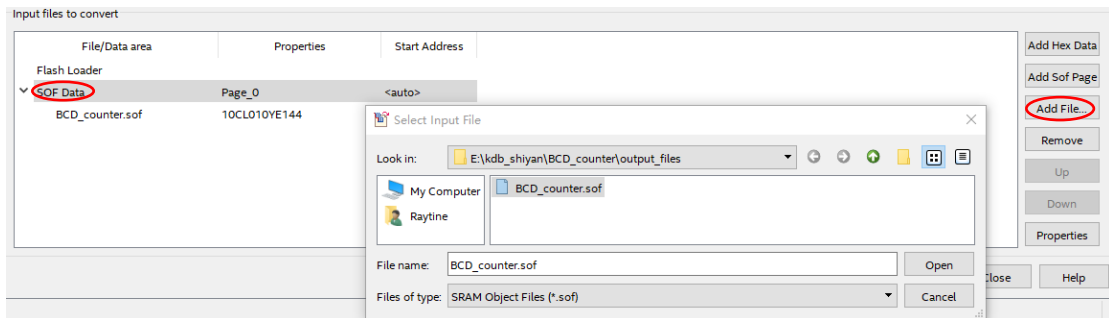 Input files to convert
File/Data area Properties Start Address
Flash Loader
SOF Data Page_0 <auto>
BCD_counter.sof 10CL010YE144
Add Hex Data
Add Sof Page
Add File...
Remove
Up
Down
Properties
Select Input File
Look in: E:\kdb_shiyan\BCD_counter\output_files
My Computer
Raytine
BCD_counter.sof
File name: BCD_counter.sof Open
Files of type: SRAM Object Files (*.sof) Cancel
Close Help